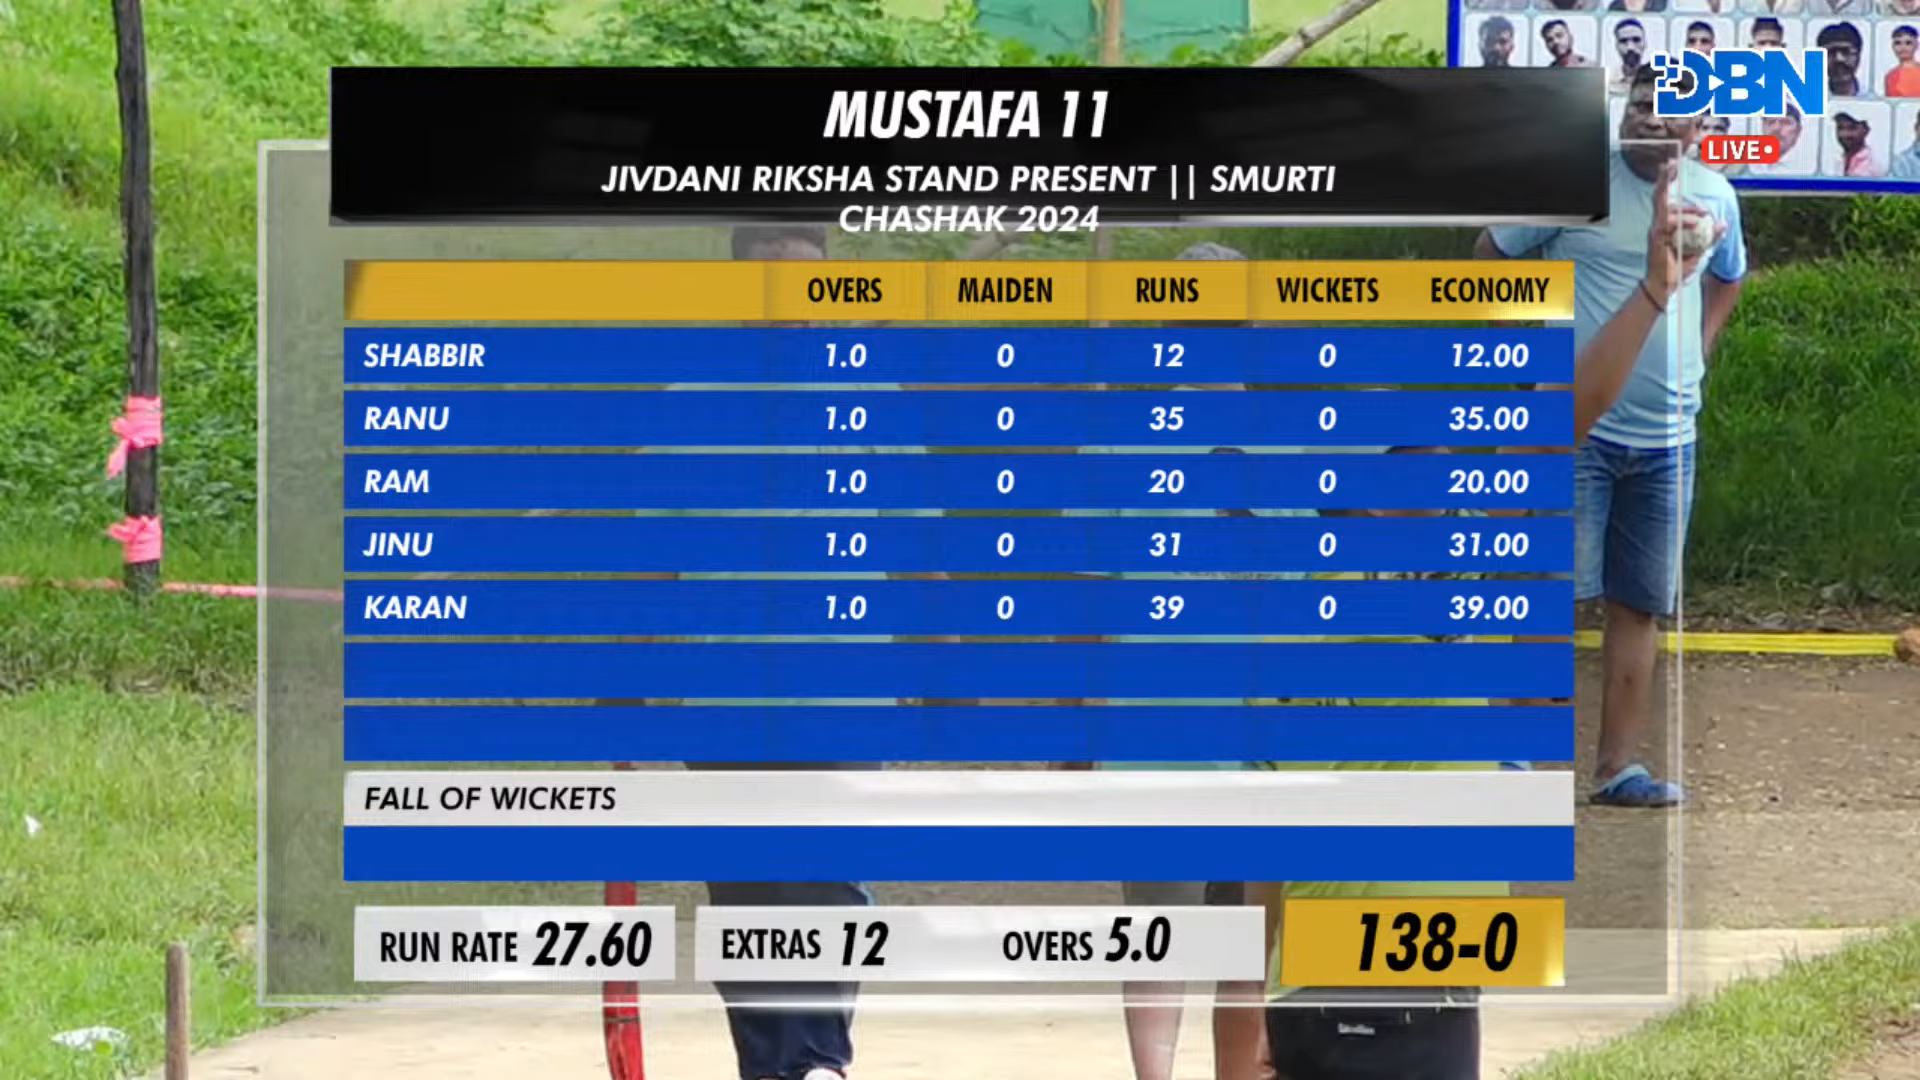 DBN
LIVE
MUSTAFA 11
JIVDANI RIKSHA STAND PRESENT || SMURTI
CHASHAK 2024
OVERS MAIDEN RUNS WICKETS ECONOMY
SHABBIR 1.0 0 12 0 12.00
RANU 1.0 0 35 0 35.00
RAM 1.0 0 20 0 20.00
JINU 1.0 0 31 0 31.00
KARAN 1.0 0 39 0 39.00
FALL OF WICKETS
RUN RATE 27.60 EXTRAS 12 OVERS 5.0 138-0